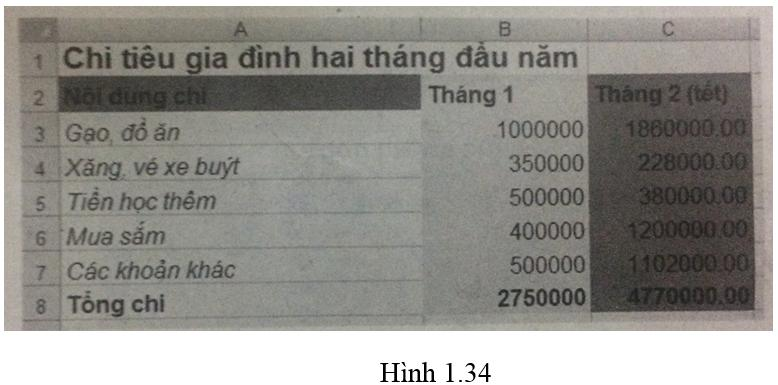 A B C
1 Chi tiêu gia đình hai tháng đầu năm
2 Nội dung chi Tháng 1 Tháng 2 (tết)
3 Gạo, đồ ăn 1000000 1860000.00
4 Xăng, vé xe buýt 350000 228000.00
5 Tiền học thêm 500000 380000.00
6 Mua sắm 400000 1200000.00
7 Các khoản khác 500000 1102000.00
8 Tổng chi 2750000 4770000.00
Hình 1.34